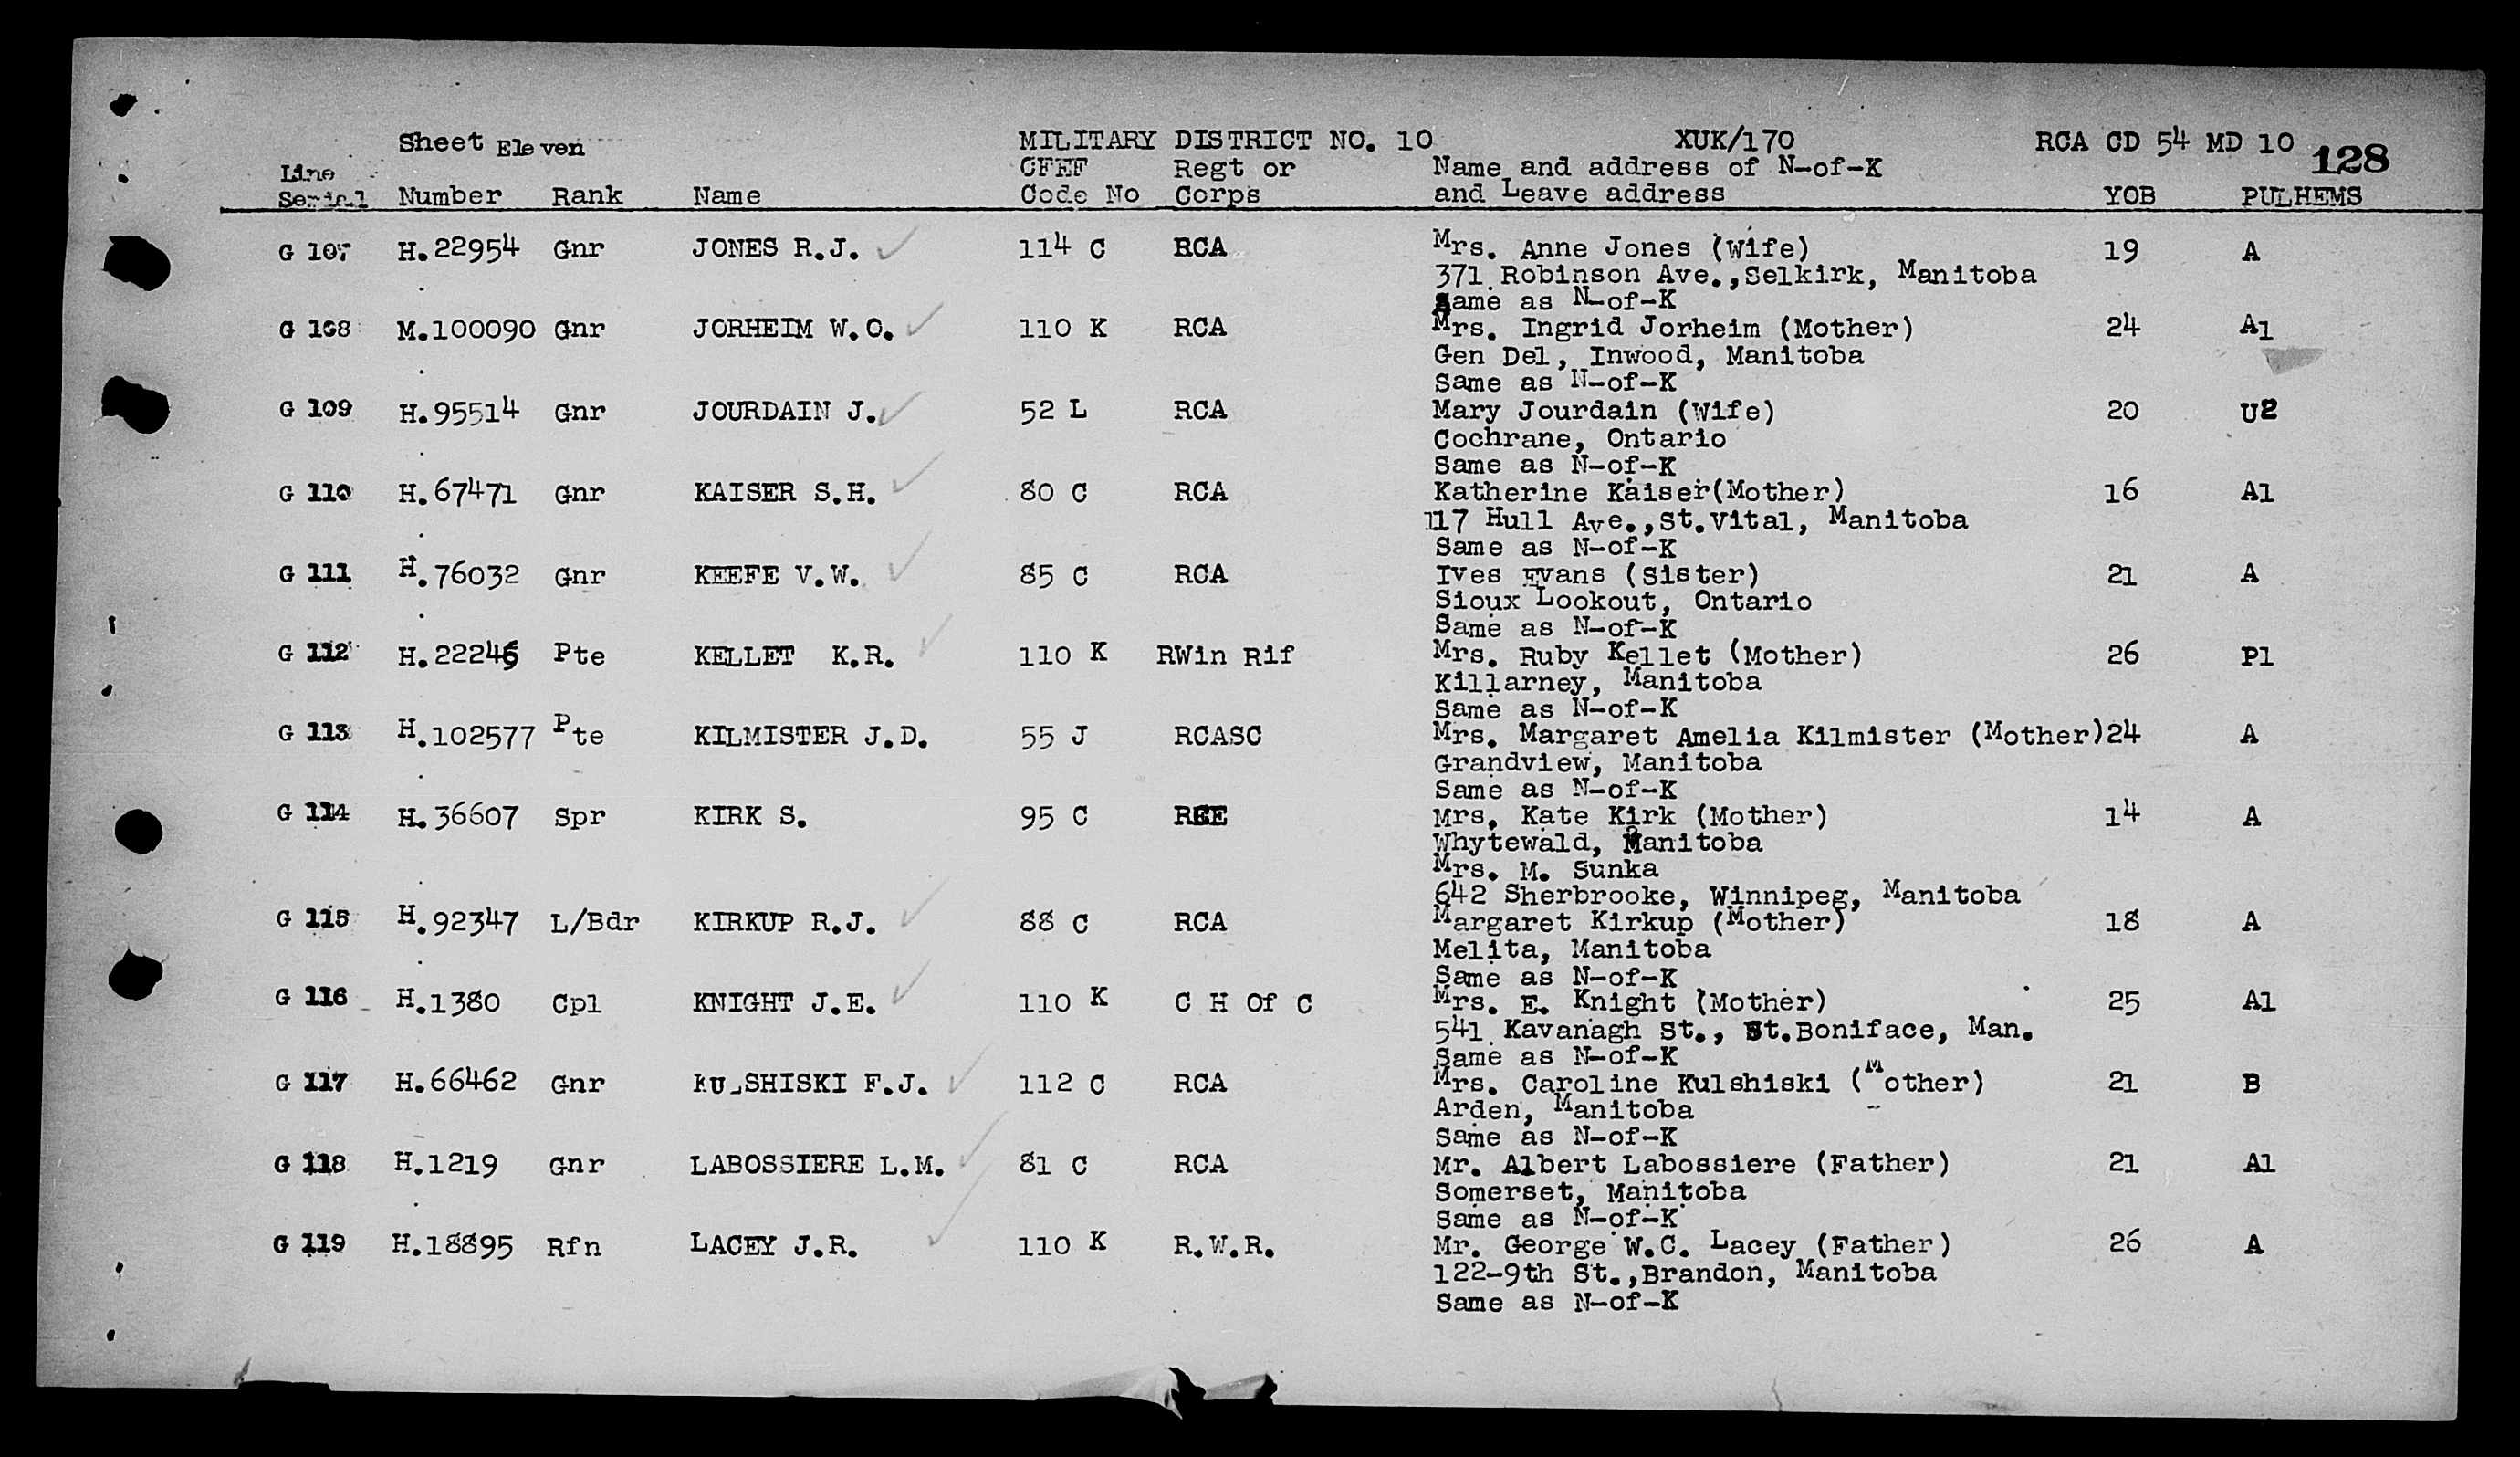 Sheet Eleven MILITARY DISTRICT NO. 10 XUK/170 RCA CD 54 MD 10 128
Line CFEF Regt or Name and address of N-of-K
Serial Number Rank Name Code No Corps and Leave address YOB PULHEMS
G 107 H.22954 Gnr JONES R.J. 114 C RCA Mrs. Anne Jones (Wife) 19 A
371 Robinson Ave.,Selkirk, Manitoba
Same as N-of-K
G 108 M.100090 Gnr JORHEIM W.O. 110 K RCA Mrs. Ingrid Jorheim (Mother) 24 A1
Gen Del, Inwood, Manitoba
Same as N-of-K
G 109 H.95514 Gnr JOURDAIN J. 52 L RCA Mary Jourdain (Wife) 20 U2
Cochrane, Ontario
Same as N-of-K
G 110 H.67471 Gnr KAISER S.H. 80 C RCA Katherine Kaiser(Mother) 16 A1
117 Hull Ave.,St.Vital, Manitoba
Same as N-of-K
G 111 H.76032 Gnr KEEFE V.W. 85 C RCA Ives Evans (Sister) 21 A
Sioux Lookout, Ontario
Same as N-of-K
G 112 Pte KELLET K.R. 110 K RWin Rif Mrs. Ruby Kellet (Mother) 26 P1
Killarney, Manitoba
Same as N-of-K
G 113 H.102577 Pte KILMISTER J.D. 55 J RCASC Mrs. Margaret Amelia Kilmister (Mother)24 A
Grandview, Manitoba
Same as N-of-K
G 114 H.36607 Spr KIRK S. 95 C Mrs. Kate Kirk (Mother) 14 A
Whytewald, Manitoba
Mrs. M. Sunka
642 Sherbrooke, Winnipeg, Manitoba
G 115 H.92347 L/Bdr KIRKUP R.J. 88 C RCA Margaret Kirkup (Mother) 18 A
Melita, Manitoba
Same as N-of-K
G 116 H.1380 Cpl KNIGHT J.E. 110 K C H Of C Mrs. E. Knight (Mother) 25 A1
541 Kavanagh St., St.Boniface, Man.
Same as N-of-K
G 117 H.66462 Gnr KULSHISKI F.J. 112 C RCA Mrs. Caroline Kulshiski (Mother) 21 B
Arden, Manitoba
Same as N-of-K
G 118 H.1219 Gnr LABOSSIERE L.M. 81 C RCA Mr. Albert Labossiere (Father) 21 A1
Somerset, Manitoba
Same as N-of-K
G 119 H.18895 Rfn LACEY J.R. 110 K R.W.R. Mr. George W.C. Lacey (Father) 26 A
122-9th St.,Brandon, Manitoba
Same as N-of-K